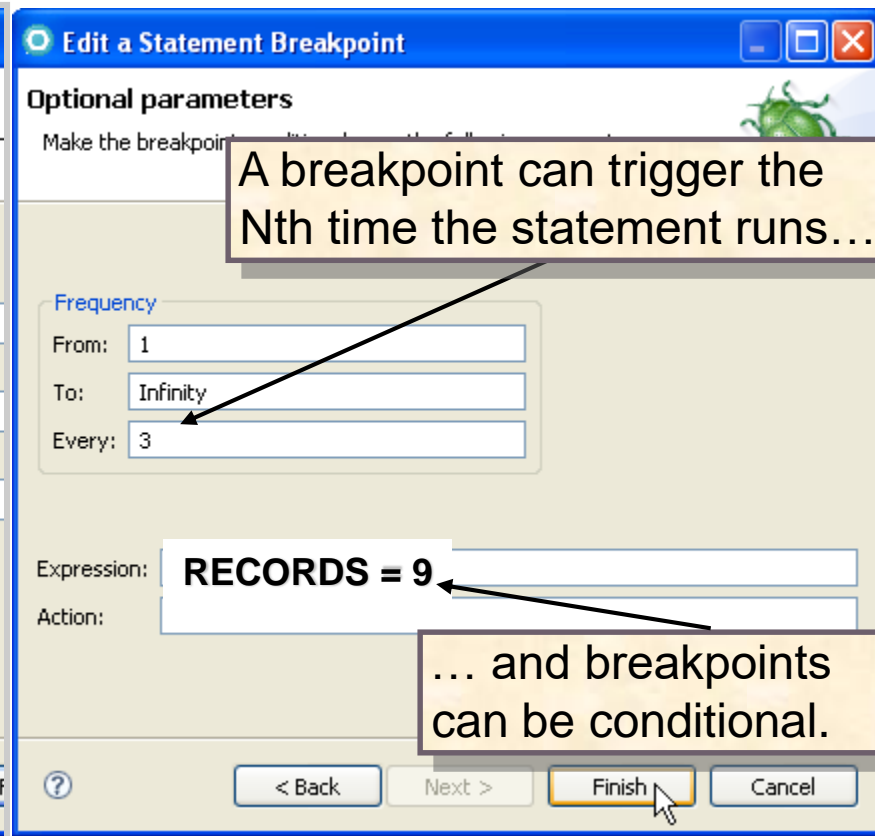 Edit a Statement Breakpoint
Optional parameters
Make the breakpoint
A breakpoint can trigger the
Nth time the statement runs…
Frequency
From: 1
To: Infinity
Every: 3
Expression: RECORDS = 9
Action:
… and breakpoints
can be conditional.
< Back Next > Finish Cancel